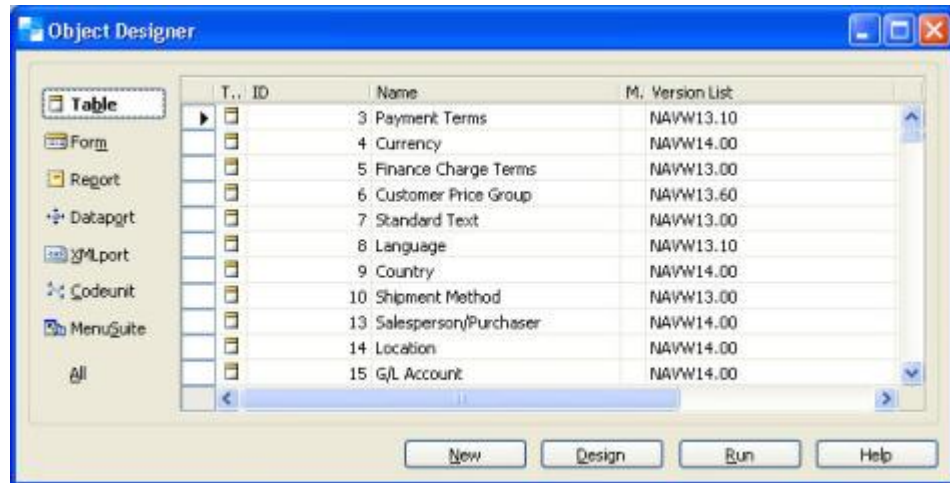 Object Designer
T.. ID Name M. Version List
Table
Form
Report
Dataport
XMLport
Codeunit
MenuSuite
All
3 Payment Terms NAVW13.10
4 Currency NAVW14.00
5 Finance Charge Terms NAVW13.00
6 Customer Price Group NAVW13.60
7 Standard Text NAVW13.00
8 Language NAVW13.10
9 Country NAVW14.00
10 Shipment Method NAVW13.00
13 Salesperson/Purchaser NAVW14.00
14 Location NAVW14.00
15 G/L Account NAVW14.00
New Design Run Help